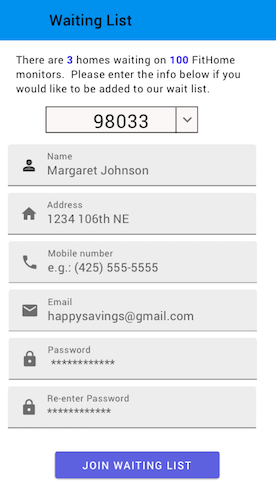 Waiting List
There are 3 homes waiting on 100 FitHome
monitors. Please enter the info below if you
would like to be added to our wait list.
98033
Name
Margaret Johnson
Address
1234 106th NE
Mobile number
e.g.: (425) 555-5555
Email
happysavings@gmail.com
Password
************
Re-enter Password
************
JOIN WAITING LIST